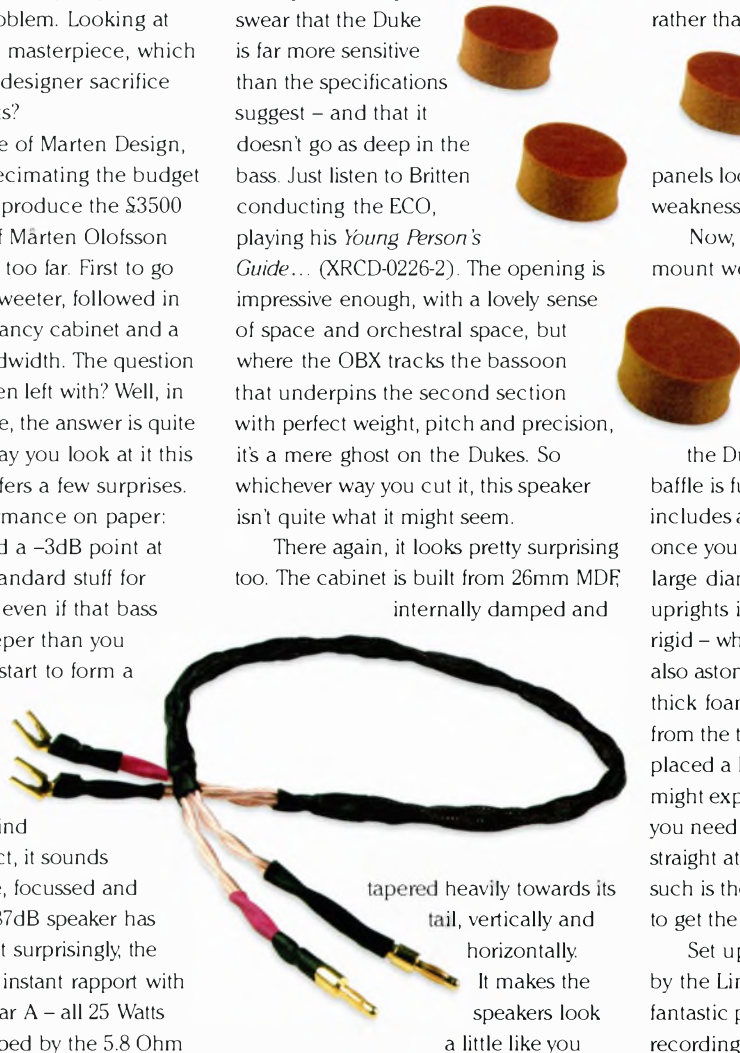 oblem. Looking at
masterpiece, which
designer sacrifice
s?
e of Marten Design,
ecimating the budget
produce the £3500
f Mårten Olofsson
too far. First to go
weeter, followed in
ancy cabinet and a
dwidth. The question
en left with? Well, in
e, the answer is quite
ay you look at it this
fers a few surprises.
rmance on paper:
d a –3dB point at
andard stuff for
even if that bass
eper than you
start to form a
ind
ct, it sounds
e, focussed and
87dB speaker has
t surprisingly, the
instant rapport with
ar A – all 25 Watts
ped by the 5.8 Ohm
swear that the Duke
is far more sensitive
than the specifications
suggest – and that it
doesn't go as deep in the
bass. Just listen to Britten
conducting the ECO,
playing his Young Person's
Guide... (XRCD-0226-2). The opening is
impressive enough, with a lovely sense
of space and orchestral space, but
where the OBX tracks the bassoon
that underpins the second section
with perfect weight, pitch and precision,
it's a mere ghost on the Dukes. So
whichever way you cut it, this speaker
isn't quite what it might seem.
There again, it looks pretty surprising
too. The cabinet is built from 26mm MDF,
internally damped and
tapered heavily towards its
tail, vertically and
horizontally.
It makes the
speakers look
a little like you
rather tha
panels loo
weakness
Now,
mount we
the Du
baffle is fu
includes a
once you
large diar
uprights i
rigid – wh
also aston
thick foar
from the t
placed a l
might exp
you need
straight at
such is the
to get the
Set up
by the Lin
fantastic p
recording